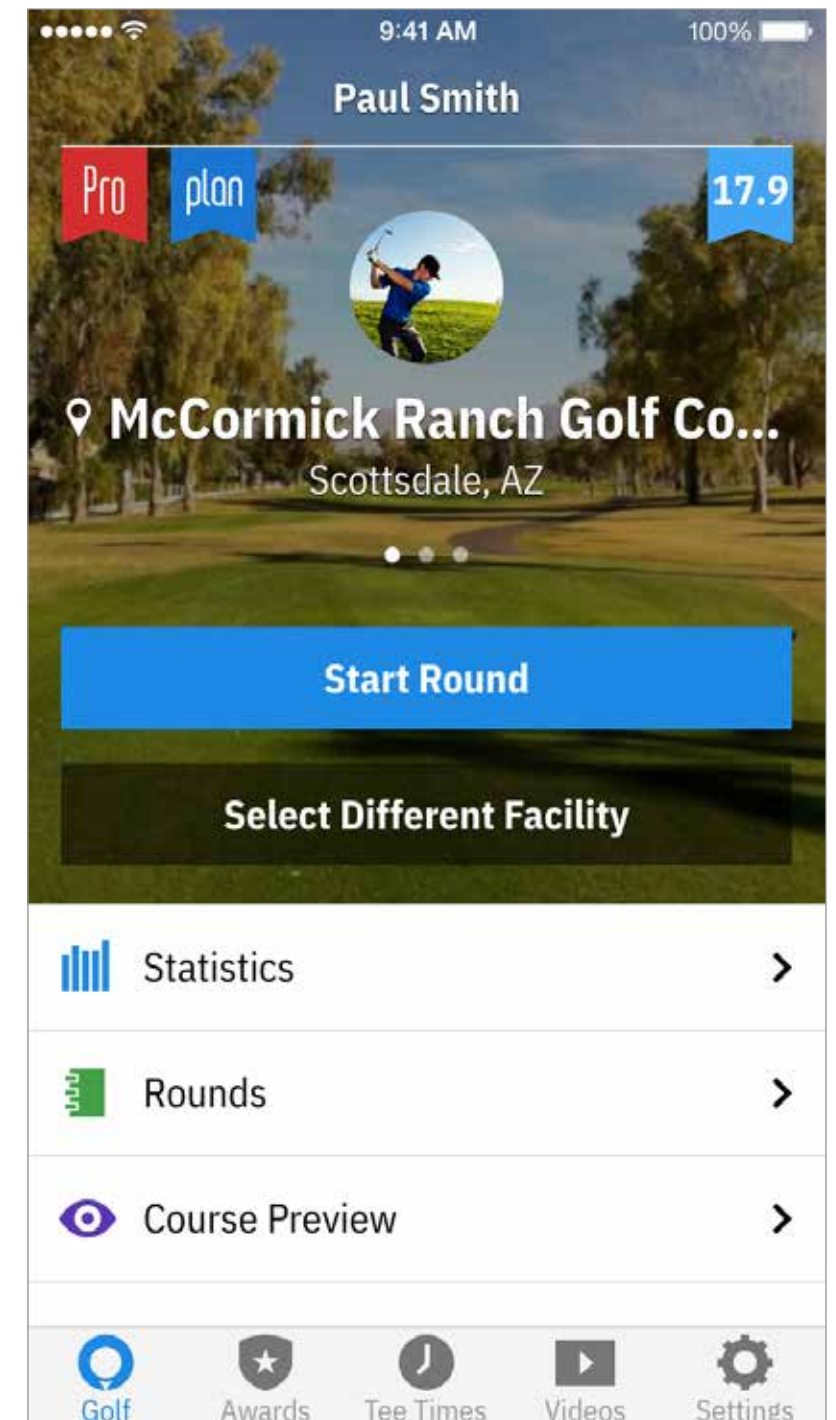 9:41 AM 100%
Paul Smith
Pro plan 17.9
McCormick Ranch Golf Co...
Scottsdale, AZ
Start Round
Select Different Facility
Statistics
Rounds
Course Preview
Golf Awards Tee Times Videos Settings